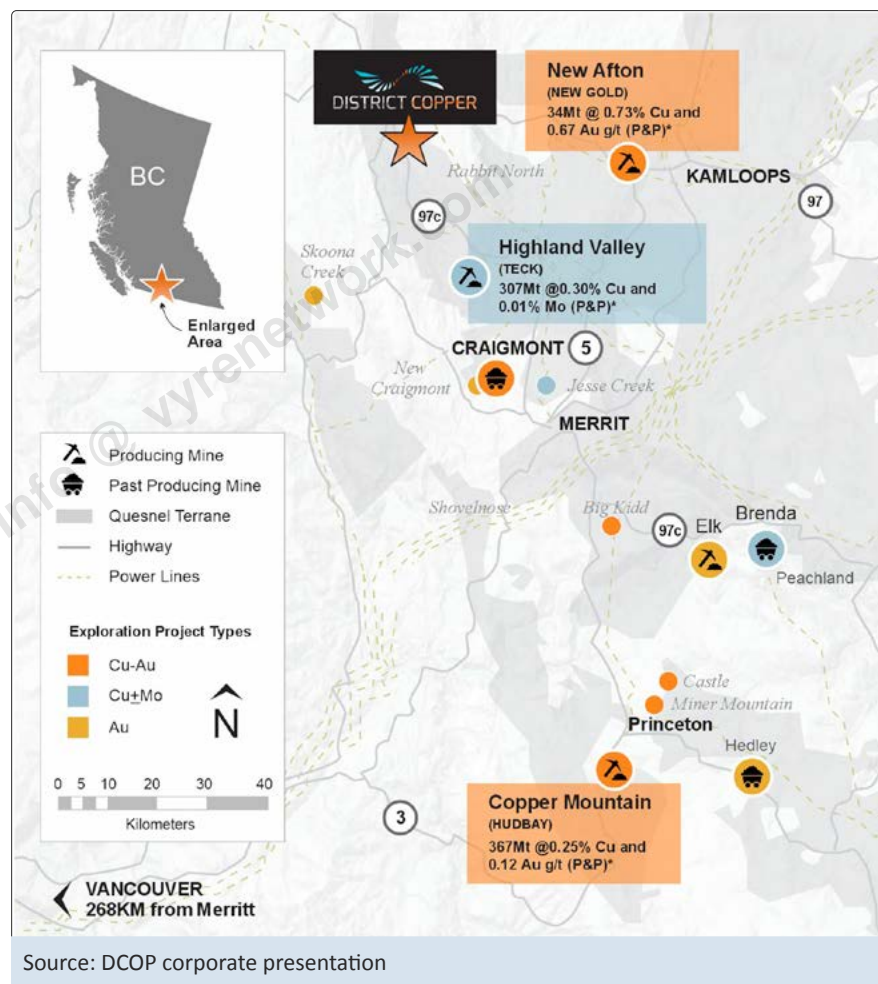 BC
Enlarged
Area
DISTRICT COPPER
New Afton
(NEW GOLD)
34Mt @ 0.73% Cu and
0.67 Au g/t (P&P)*
Rabbit North
KAMLOOPS
97
97c
Highland Valley
(TECK)
307Mt @0.30% Cu and
0.01% Mo (P&P)*
Skoona
Creek
CRAIGMONT
5
New
Craigmont
Jesse Creek
MERRIT
Producing Mine
Past Producing Mine
Quesnel Terrane
Highway
Power Lines
Exploration Project Types
Cu-Au
Cu±Mo
Au
N
0 5 10 20 30 40
Kilometers
Shovelnose
Big Kidd
97c
Elk
Brenda
Peachland
Castle
Miner Mountain
Princeton
Hedley
Copper Mountain
(HUDBAY)
367Mt @0.25% Cu and
0.12 Au g/t (P&P)*
3
VANCOUVER
268KM from Merritt
info @ vyrenetwork.com
Source: DCOP corporate presentation